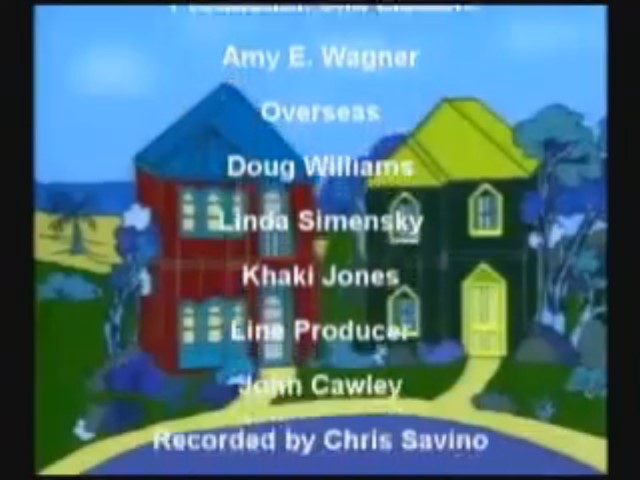 Amy E. Wagner
Overseas
Doug Williams
Linda Simensky
Khaki Jones
Line Producer
John Cawley
Recorded by Chris Savino